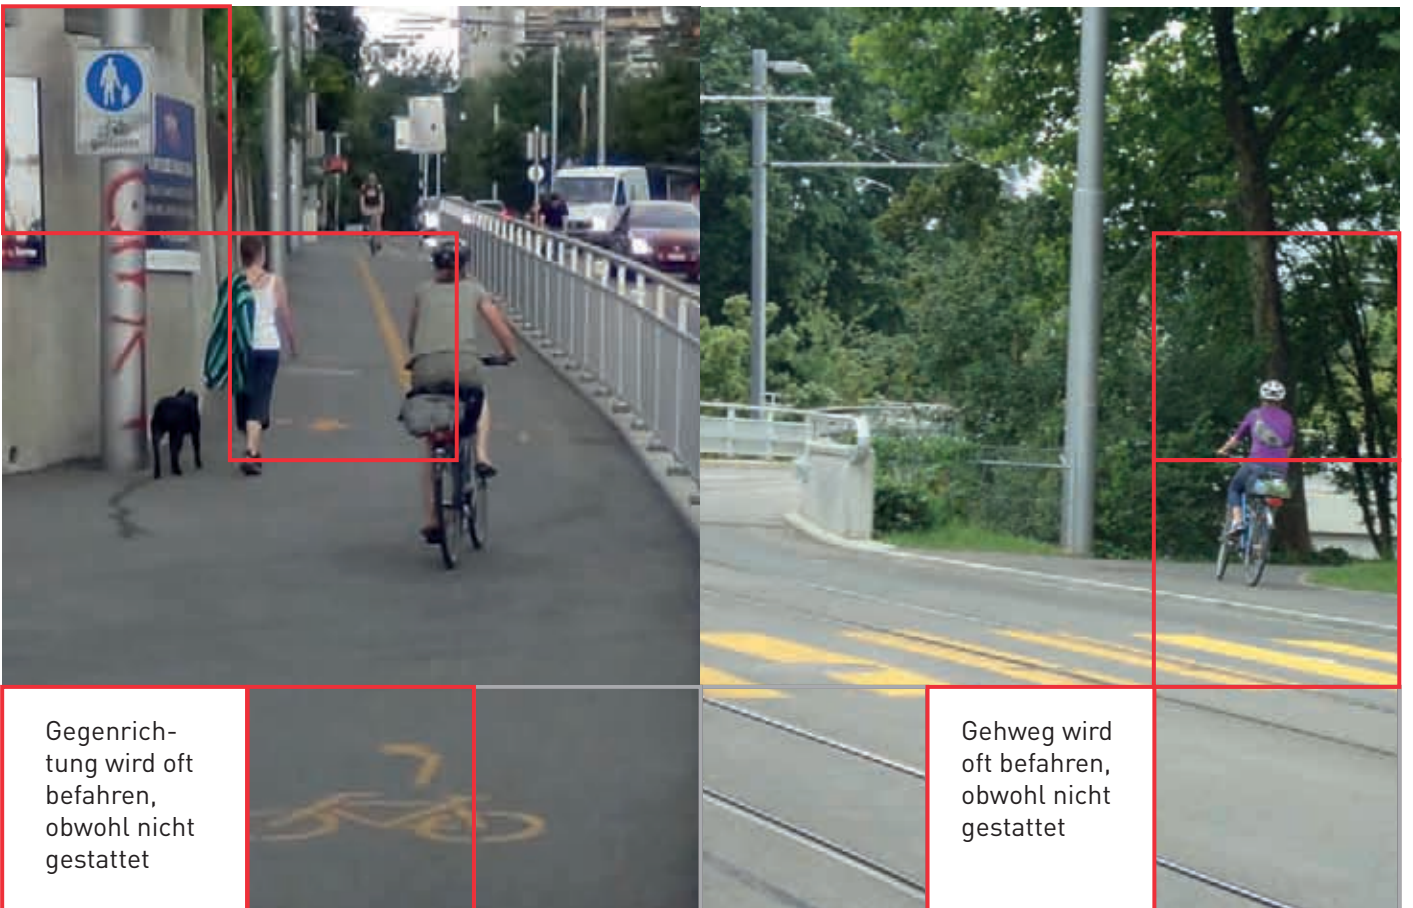 Gegenrich-
tung wird oft
befahren,
obwohl nicht
gestattet
Gehweg wird
oft befahren,
obwohl nicht
gestattet